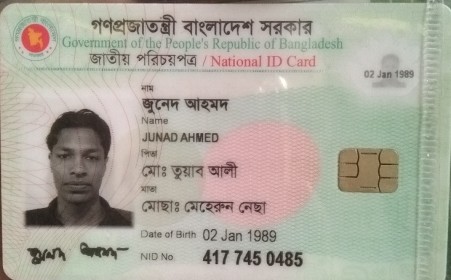 গণপ্রজাতন্ত্রী বাংলাদেশ সরকার
Government of the People's Republic of Bangladesh
জাতীয় পরিচয়পত্র / National ID Card
02 Jan 1989
নাম
জুনেদ আহমদ
Name
JUNAD AHMED
পিতা
মোঃ তুয়াব আলী
মাতা
মোছাঃ মেহেরুন নেছা
Date of Birth 02 Jan 1989
NID No. 417 745 0485